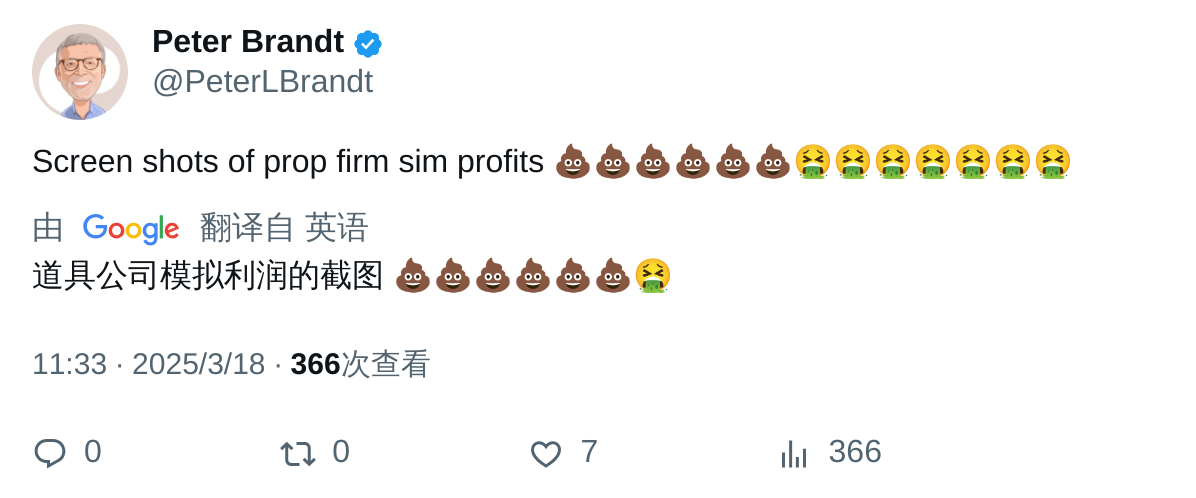 Peter Brandt
@PeterLBrandt
Screen shots of prop firm sim profits 💩💩💩💩💩💩🤮🤮🤮🤮🤮🤮🤮
由 Google 翻译自 英语
道具公司模拟利润的截图 💩💩💩💩💩💩🤮
11:33 · 2025/3/18 · 366次查看
0 0 7 366